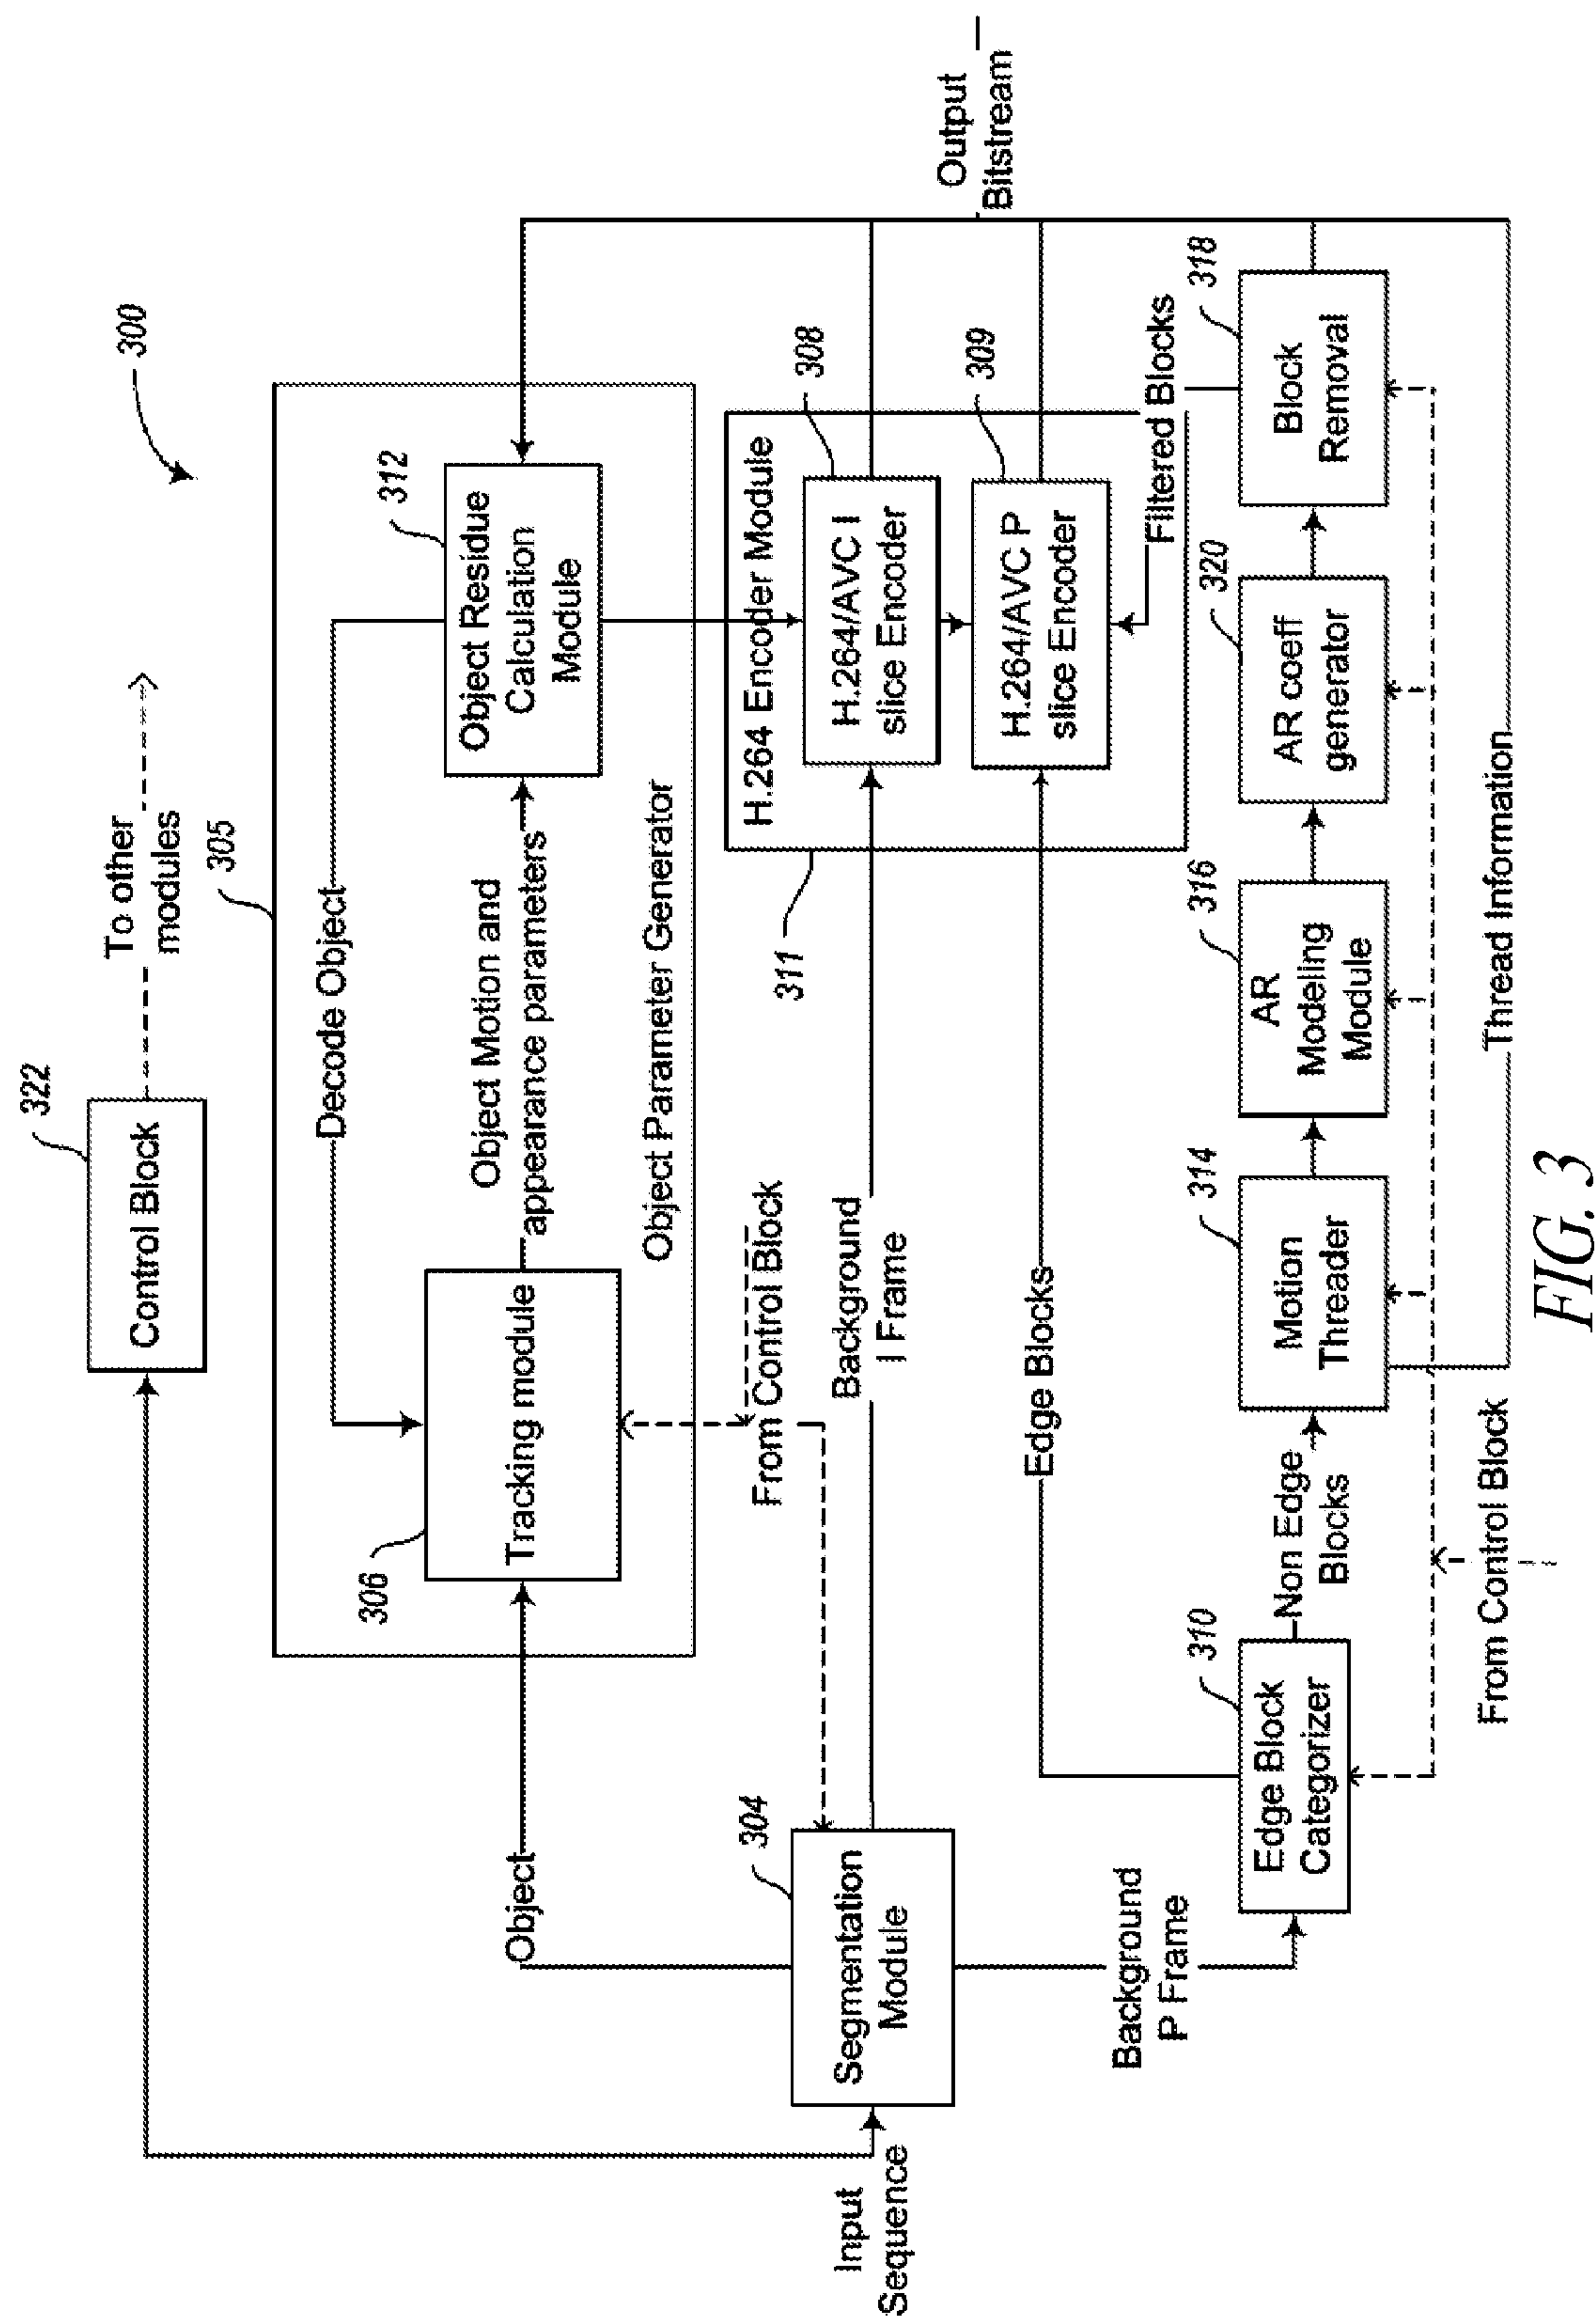 300
322
Control Block
To other
modules
305
Decode Object
306
Tracking module
Object Motion and
appearance parameters
312
Object Residue
Calculation
Module
Object Parameter Generator
Object
From Control Block
Input
Sequence
304
Segmentation
Module
Background
I Frame
311
H.264 Encoder Module
308
H.264/AVC I
slice Encoder
309
H.264/AVC P
slice Encoder
Output
Bitstream
Edge Blocks
Filtered Blocks
Background
P Frame
310
Edge Block
Categorizer
Non Edge
Blocks
314
Motion
Threader
316
AR
Modeling
Module
320
AR coeff
generator
318
Block
Removal
From Control Block
Thread Information
FIG. 3